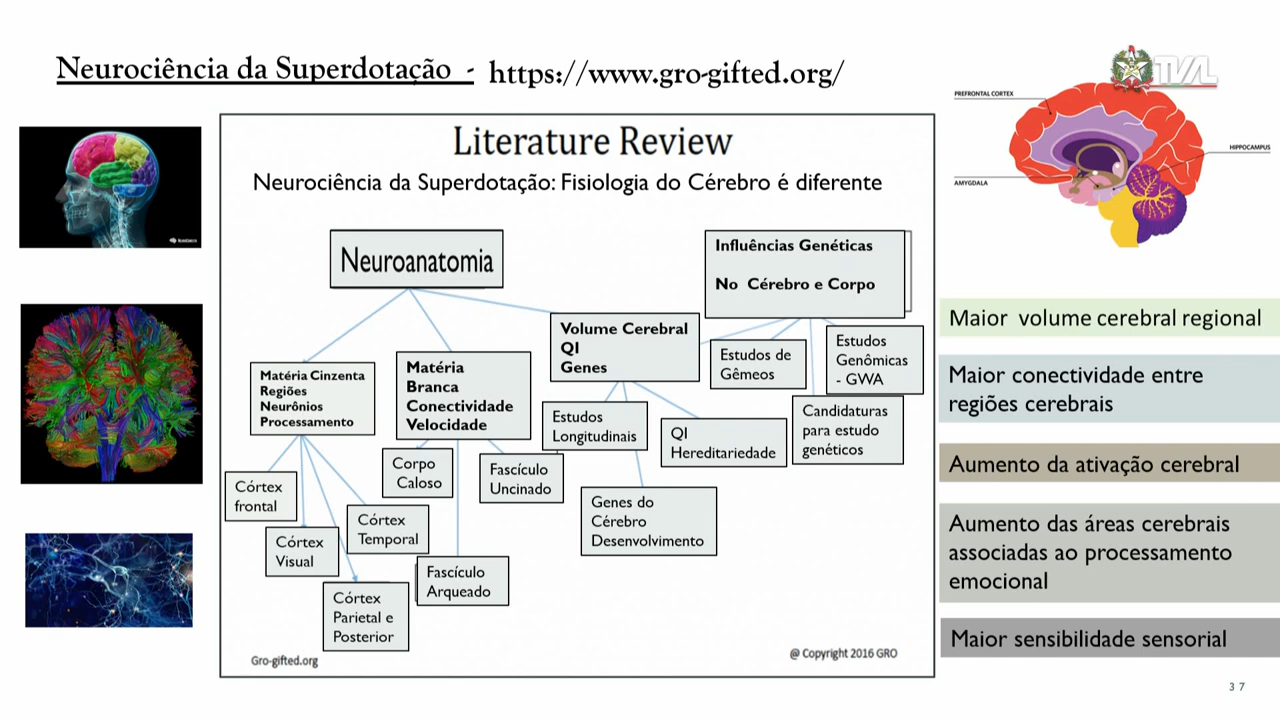 Neurociência da Superdotação - https://www.gro-gifted.org/
TVAL
PREFRONTAL CORTEX
HIPPOCAMPUS
AMYGDALA
Literature Review
Neurociência da Superdotação: Fisiologia do Cérebro é diferente
Neuroanatomia
Influências Genéticas
No Cérebro e Corpo
Volume Cerebral
QI
Genes
Estudos de
Gêmeos
Estudos
Genômicas
- GWA
Matéria Cinzenta
Regiões
Neurônios
Processamento
Matéria
Branca
Conectividade
Velocidade
Estudos
Longitudinais
QI
Hereditariedade
Candidaturas
para estudo
genéticos
Córtex
frontal
Corpo
Caloso
Fascículo
Uncinado
Genes do
Cérebro
Desenvolvimento
Córtex
Visual
Córtex
Temporal
Fascículo
Arqueado
Córtex
Parietal e
Posterior
Gro-gifted.org
@ Copyright 2016 GRO
Maior volume cerebral regional
Maior conectividade entre
regiões cerebrais
Aumento da ativação cerebral
Aumento das áreas cerebrais
associadas ao processamento
emocional
Maior sensibilidade sensorial
37